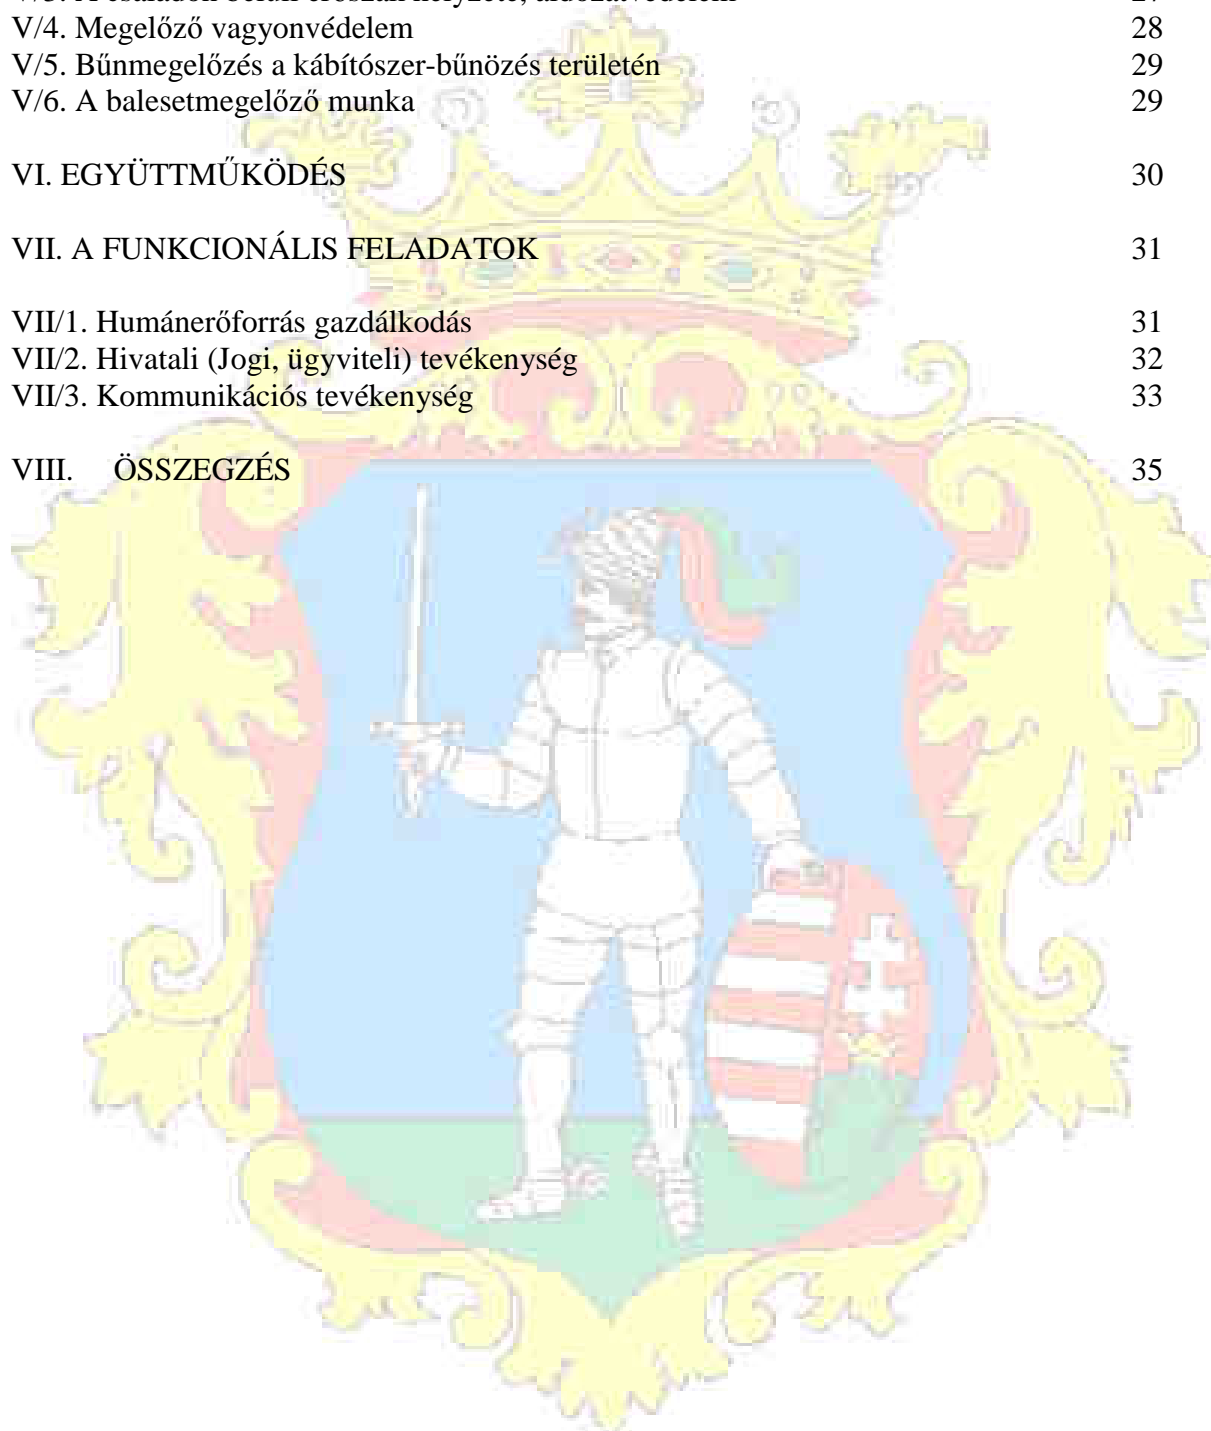 V/4. Megelőző vagyonvédelem 28
V/5. Bűnmegelőzés a kábítószer-bűnözés területén 29
V/6. A balesetmegelőző munka 29
VI. EGYÜTTMŰKÖDÉS 30
VII. A FUNKCIONÁLIS FELADATOK 31
VII/1. Humánerőforrás gazdálkodás 31
VII/2. Hivatali (Jogi, ügyviteli) tevékenység 32
VII/3. Kommunikációs tevékenység 33
VIII. ÖSSZEGZÉS 35